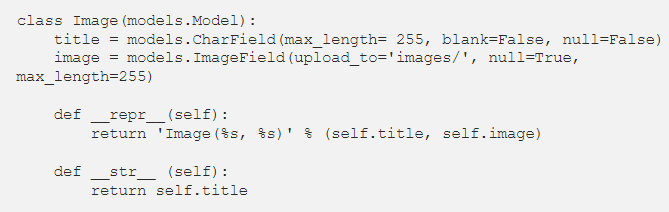 class Image(models.Model):
    title = models.CharField(max_length= 255, blank=False, null=False)
    image = models.ImageField(upload_to='images/', null=True,
max_length=255)

    def __repr__(self):
        return 'Image(%s, %s)' % (self.title, self.image)

    def __str__ (self):
        return self.title